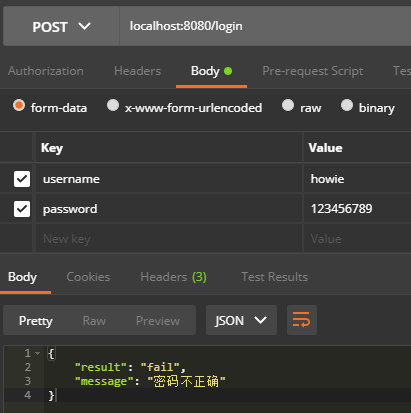 POST localhost:8080/login
Authorization Headers Body Pre-request Script Tes
form-data x-www-form-urlencoded raw binary
Key Value
username howie
password 123456789
New key Value
Body Cookies Headers (3) Test Results
Pretty Raw Preview JSON
1 {
2 "result": "fail",
3 "message": "密码不正确"
4 }